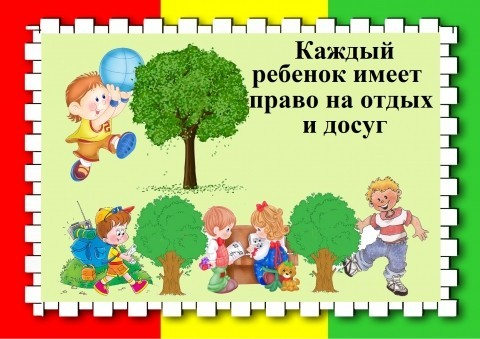 Каждый
ребенок имеет
право на отдых
и досуг